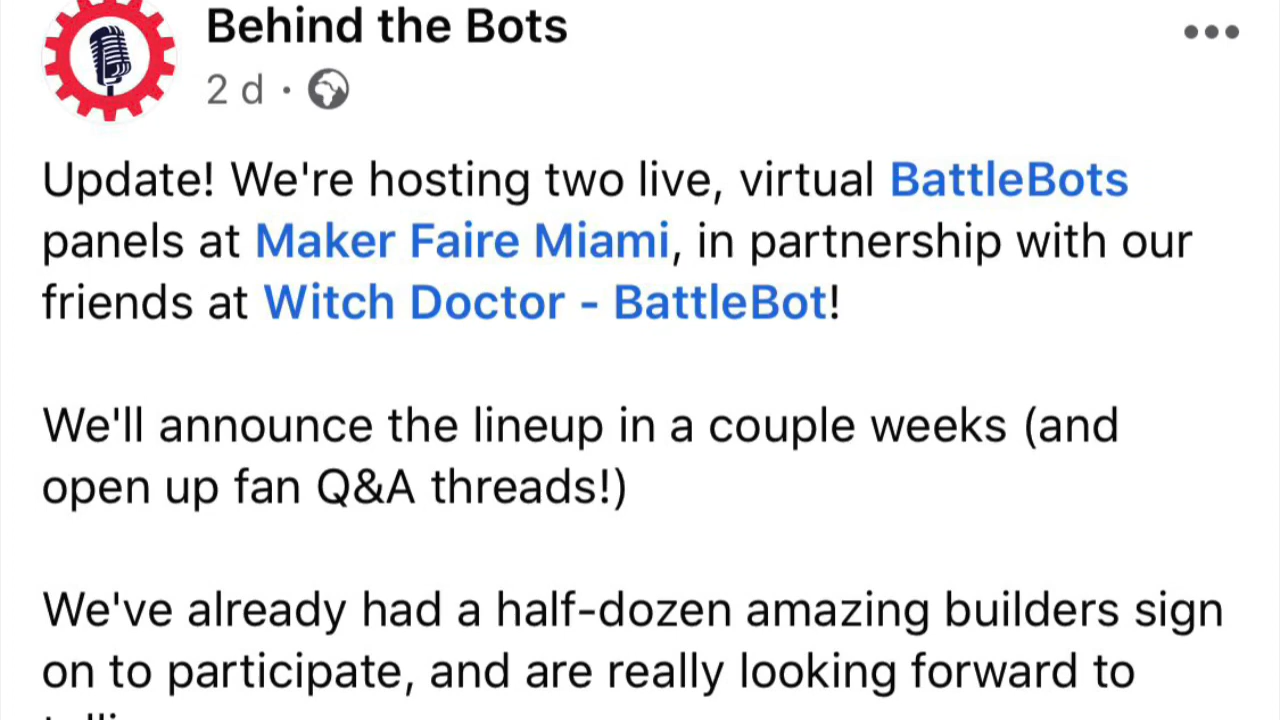 Behind the Bots
2 d ·
Update! We're hosting two live, virtual BattleBots
panels at Maker Faire Miami, in partnership with our
friends at Witch Doctor - BattleBot!
We'll announce the lineup in a couple weeks (and
open up fan Q&A threads!)
We've already had a half-dozen amazing builders sign
on to participate, and are really looking forward to